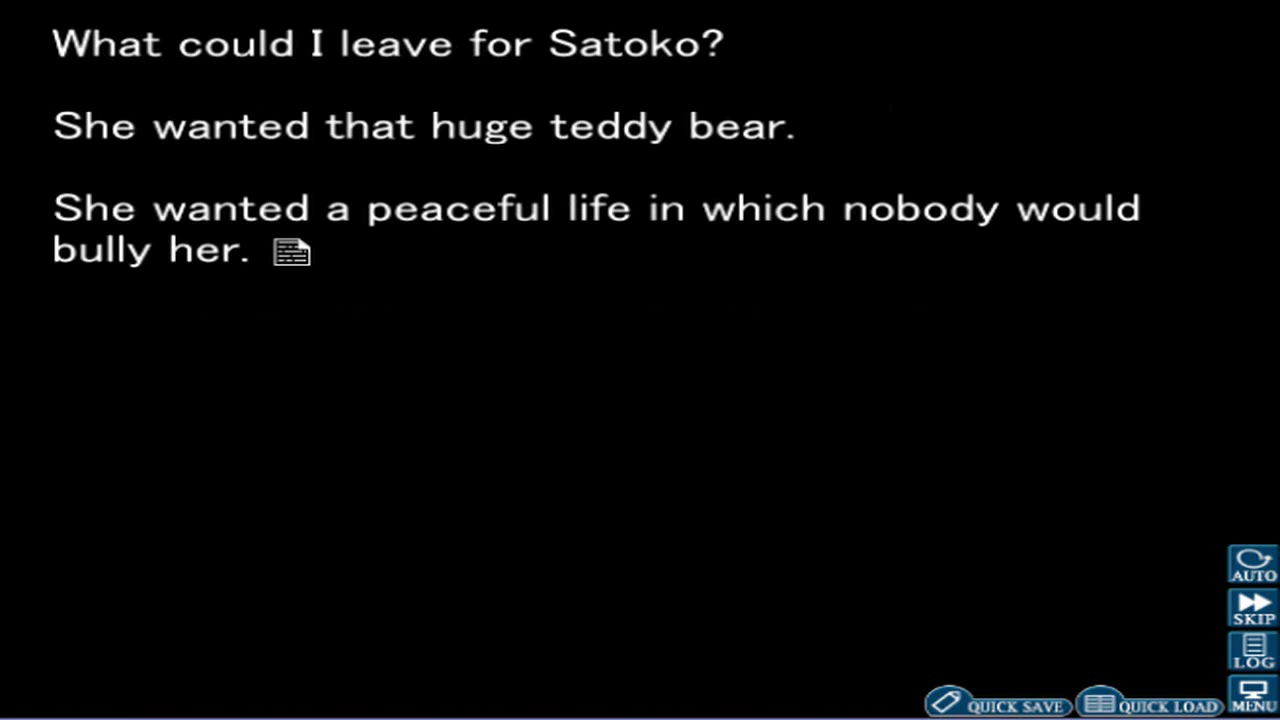 What could I leave for Satoko?
She wanted that huge teddy bear.
She wanted a peaceful life in which nobody would
bully her.
AUTO
SKIP
LOG
QUICK SAVE
QUICK LOAD
MENU